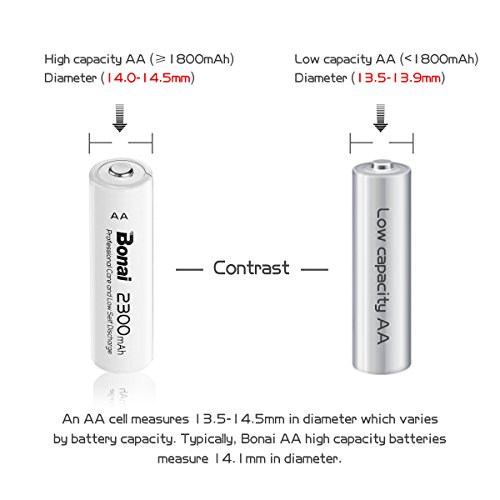 High capacity AA (≥1800mAh)
Diameter (14.0-14.5mm)
Low capacity AA (<1800mAh)
Diameter (13.5-13.9mm)
AA
Bonai
2300mAh
Professional Care and Low Self Discharge
Contrast
Low capacity AA
An AA cell measures 13.5-14.5mm in diameter which varies
by battery capacity. Typically, Bonai AA high capacity batteries
measure 14.1mm in diameter.